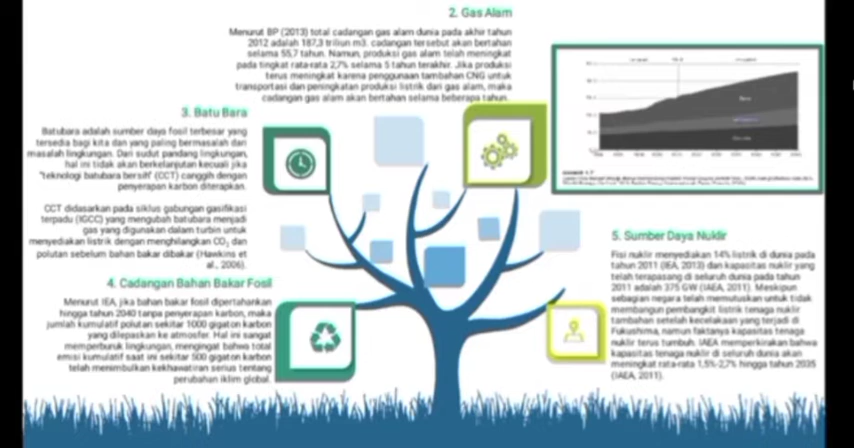 2. Gas Alam
Menurut BP (2013) total cadangan gas alam dunia pada akhir tahun
2012 adalah 187,3 triliun m3. cadangan tersebut akan bertahan
selama 55,7 tahun. Namun, produksi gas alam telah meningkat
pada tingkat rata-rata 2,7% selama 5 tahun terakhir. Jika produksi
terus meningkat karena penggunaan tambahan CNG untuk
transportasi dan peningkatan produksi listrik dari gas alam, maka
cadangan gas alam akan bertahan selama beberapa tahun.
3. Batu Bara
Batubara adalah sumber daya fosil terbesar yang
tersedia bagi kita dan yang paling bermasalah dari
masalah lingkungan. Dari sudut pandang lingkungan,
hal ini tidak akan berkelanjutan kecuali jika
"teknologi batubara bersih" (CCT) canggih dengan
penyerapan karbon diterapkan.
CCT didasarkan pada siklus gabungan gasifikasi
terpadu (IGCC) yang mengubah batubara menjadi
gas yang digunakan dalam turbin untuk
menyediakan listrik dengan menghilangkan CO₂ dan
polutan sebelum bahan bakar dibakar (Hawkins et
al., 2006).
4. Cadangan Bahan Bakar Fosil
Menurut IEA, jika bahan bakar fosil dipertahankan
hingga tahun 2040 tanpa penyerapan karbon, maka
jumlah kumulatif polutan sekitar 1000 gigaton karbon
yang dilepaskan ke atmosfer. Hal ini sangat
memperburuk lingkungan, mengingat bahwa total
emisi kumulatif saat ini sekitar 500 gigaton karbon
telah menimbulkan kekhawatiran serius tentang
perubahan iklim global.
5. Sumber Daya Nuklir
Fisi nuklir menyediakan 14% listrik di dunia pada
tahun 2011 (IEA, 2013) dan kapasitas nuklir yang
telah terpasang di seluruh dunia pada tahun
2011 adalah 375 GW (IAEA, 2011). Meskipun
sebagian negara telah memutuskan untuk tidak
membangun pembangkit listrik tenaga nuklir
tambahan setelah kecelakaan yang terjadi di
Fukushima, namun faktanya kapasitas tenaga
nuklir terus tumbuh. IAEA memperkirakan bahwa
kapasitas tenaga nuklir di seluruh dunia akan
meningkat rata-rata 1,5%-2,7% hingga tahun 2035
(IAEA, 2011).